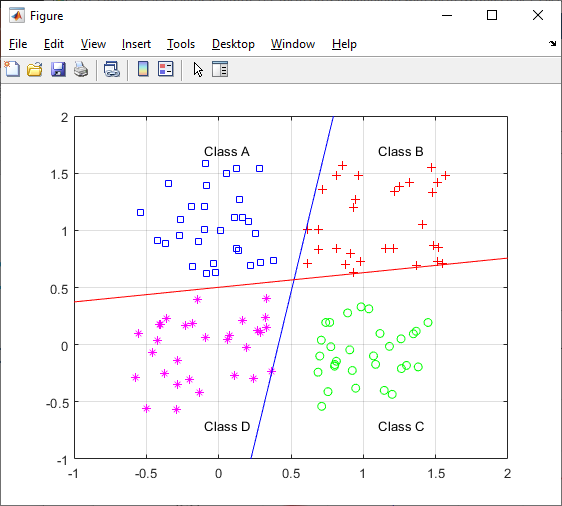 Figure
File Edit View Insert Tools Desktop Window Help
2
Class A Class B
1.5
1
0.5
0
-0.5
Class D Class C
-1
-1 -0.5 0 0.5 1 1.5 2